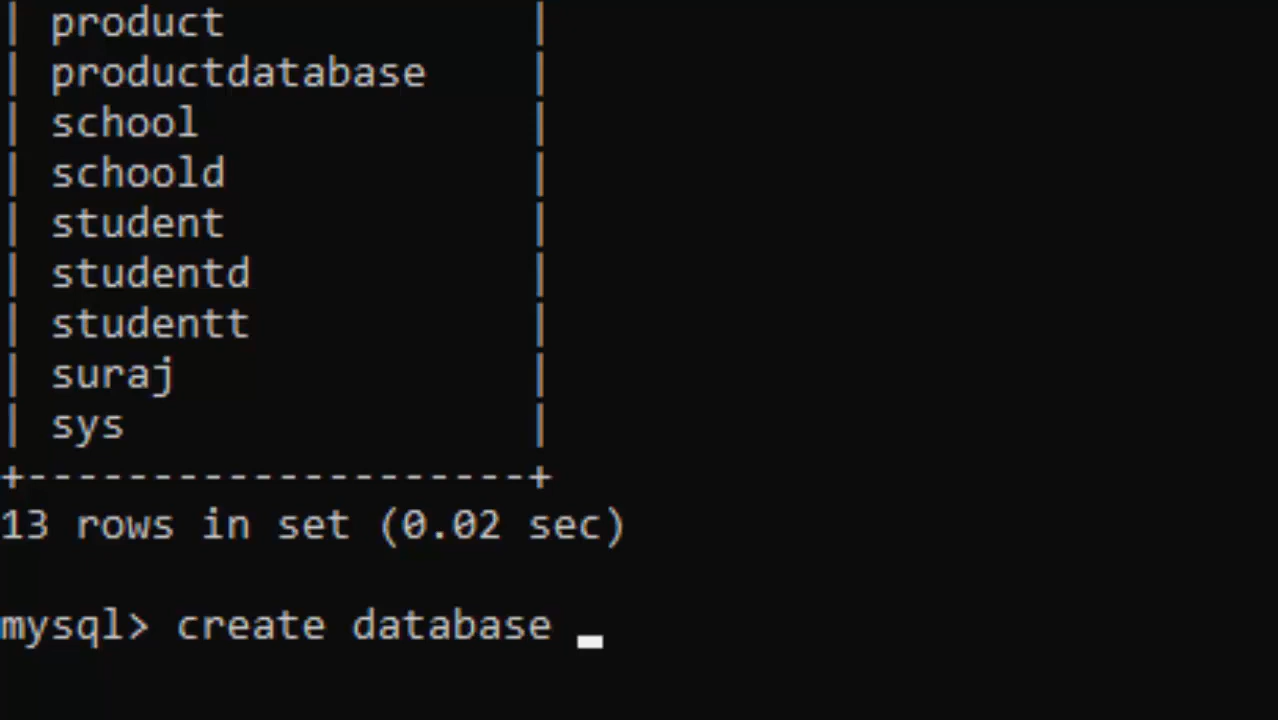 | product |
| productdatabase |
| school |
| schoold |
| student |
| studentd |
| studentt |
| suraj |
| sys |
+--------------------+
13 rows in set (0.02 sec)
mysql> create database